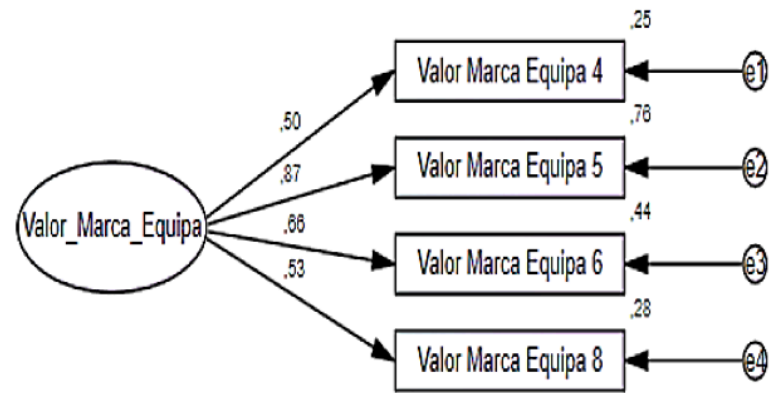 ,25
Valor Marca Equipa 4
e1
,50
,76
Valor Marca Equipa 5
e2
,87
Valor_Marca_Equipa
,44
,66
Valor Marca Equipa 6
e3
,53
,28
Valor Marca Equipa 8
e4